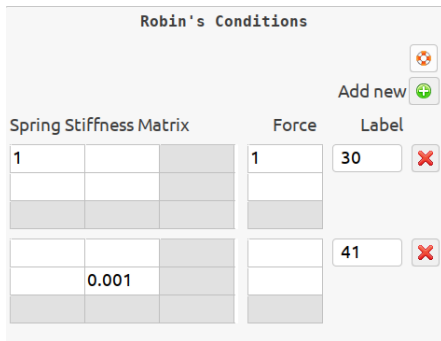 Robin's Conditions
Add new
Spring Stiffness Matrix Force Label
1 1 30
41
0.001